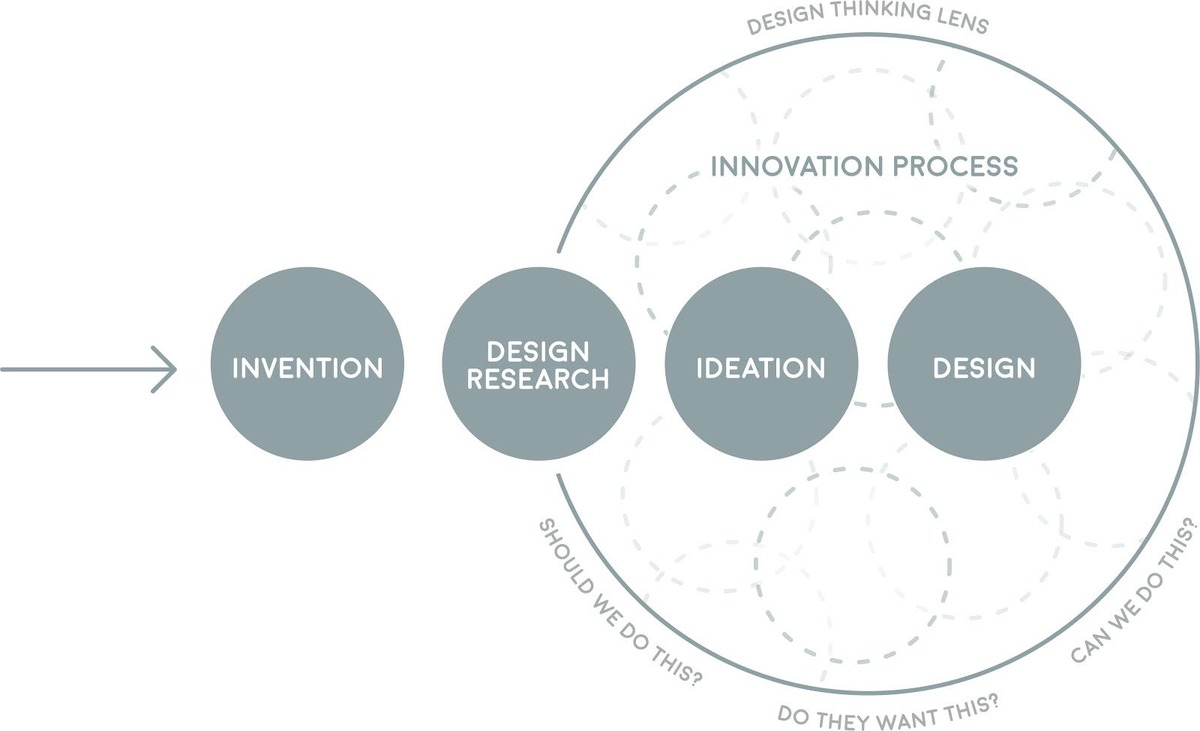 DESIGN THINKING LENS
INNOVATION PROCESS
INVENTION
DESIGN
RESEARCH
IDEATION
DESIGN
SHOULD WE DO THIS?
DO THEY WANT THIS?
CAN WE DO THIS?